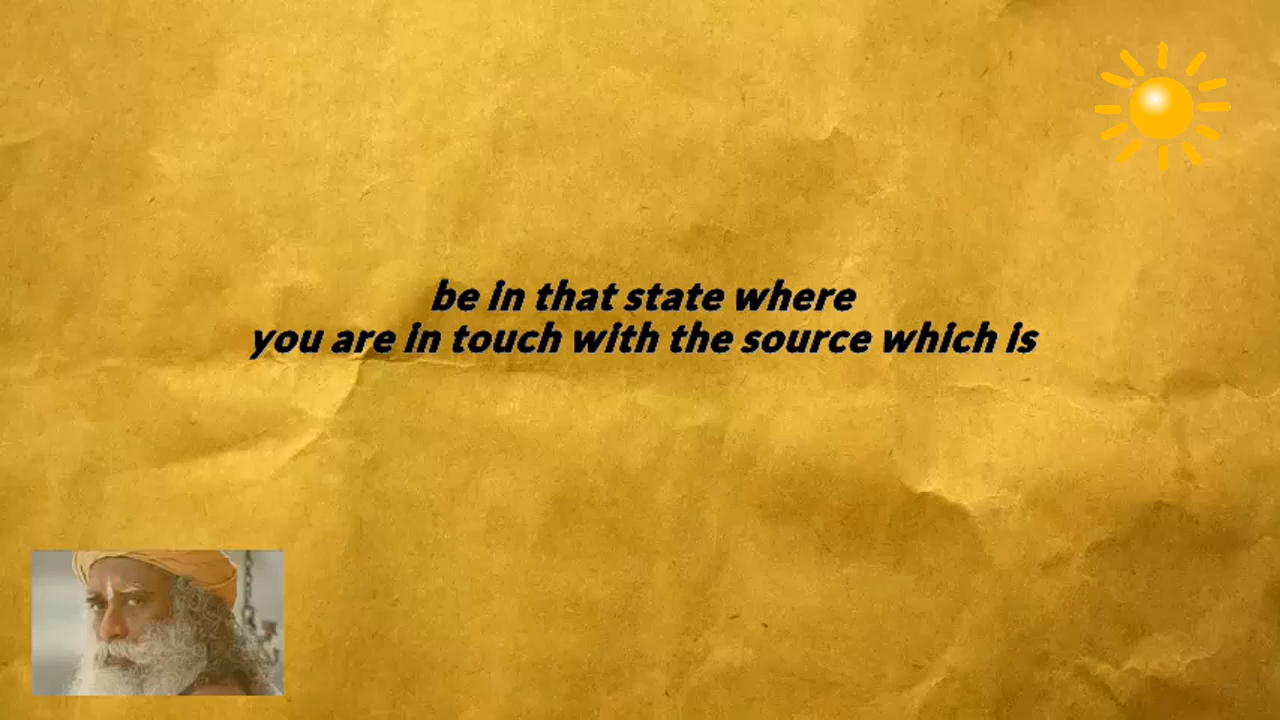 be in that state where
you are in touch with the source which is